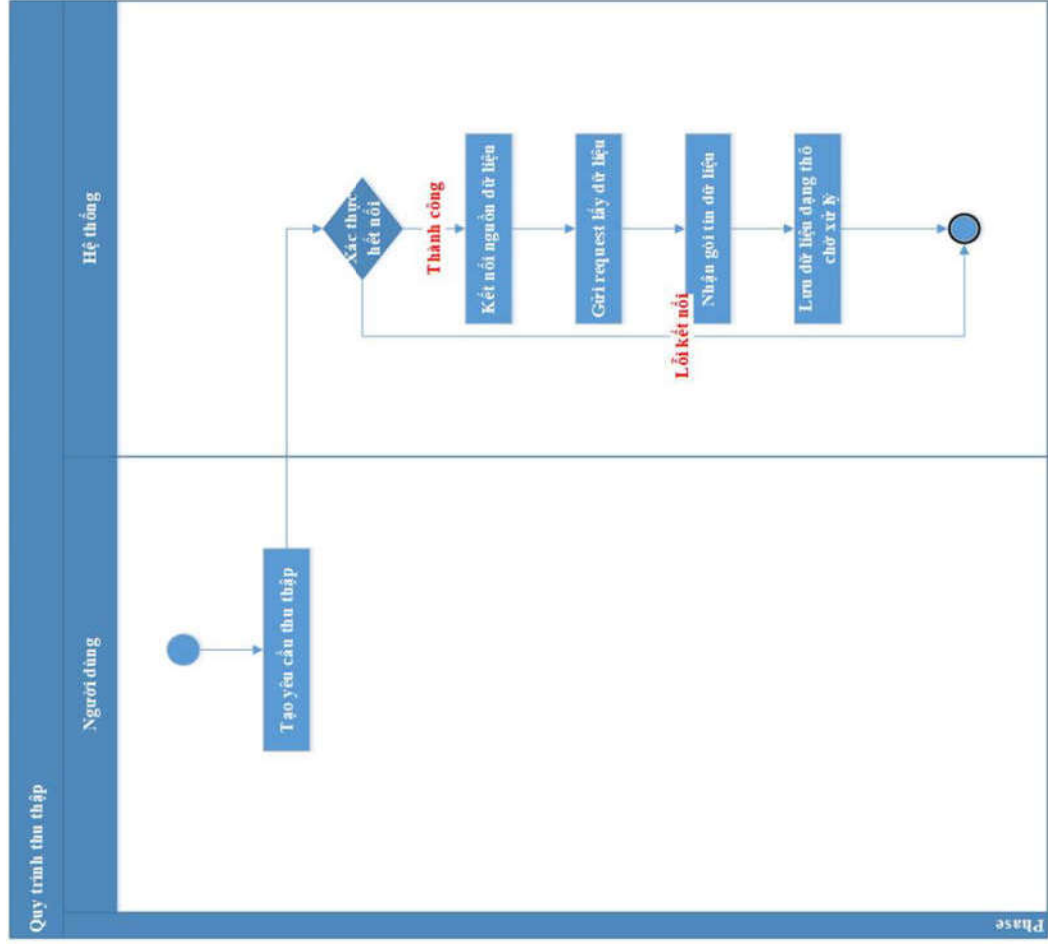 Quy trình thu thập
Người dùng
Hệ thống
Tạo yêu cầu thu thập
Xác thực
hết nối
Thành công
Kết nối nguồn dữ liệu
Gửi request lấy dữ liệu
Lỗi kết nối
Nhận gói tin dữ liệu
Lưu dữ liệu dạng thô
chờ xử lý
Phase